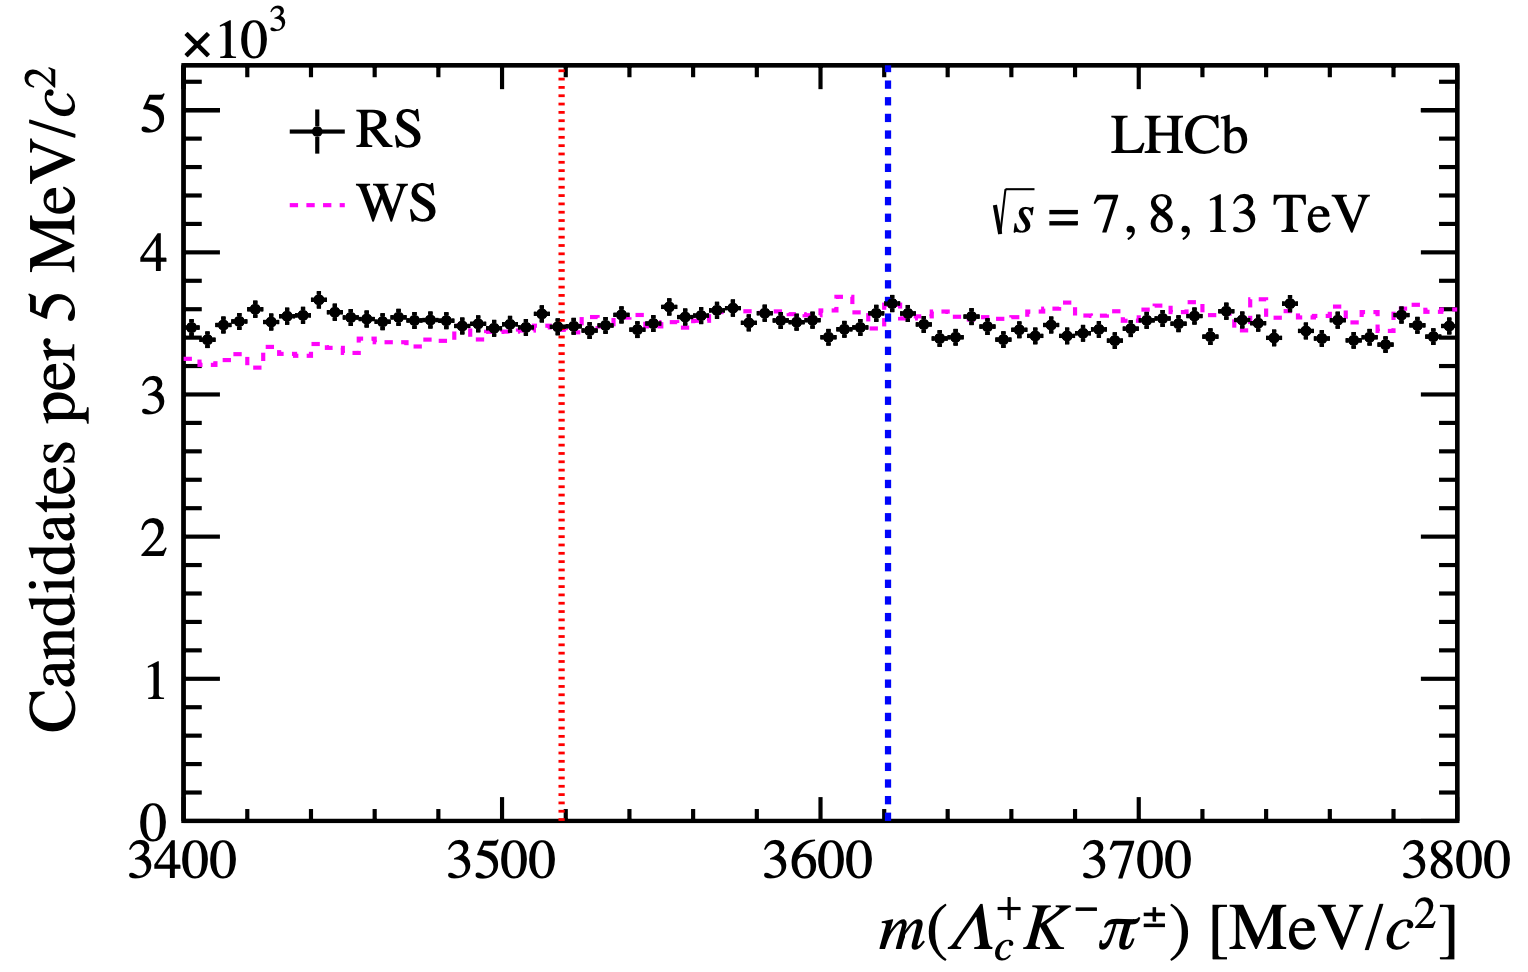 ×10³
Candidates per 5 MeV/c²
5
4
3
2
1
0
RS
WS
LHCb
√s = 7, 8, 13 TeV
3400 3500 3600 3700 3800
m(Λ_c⁺K⁻π^±) [MeV/c²]